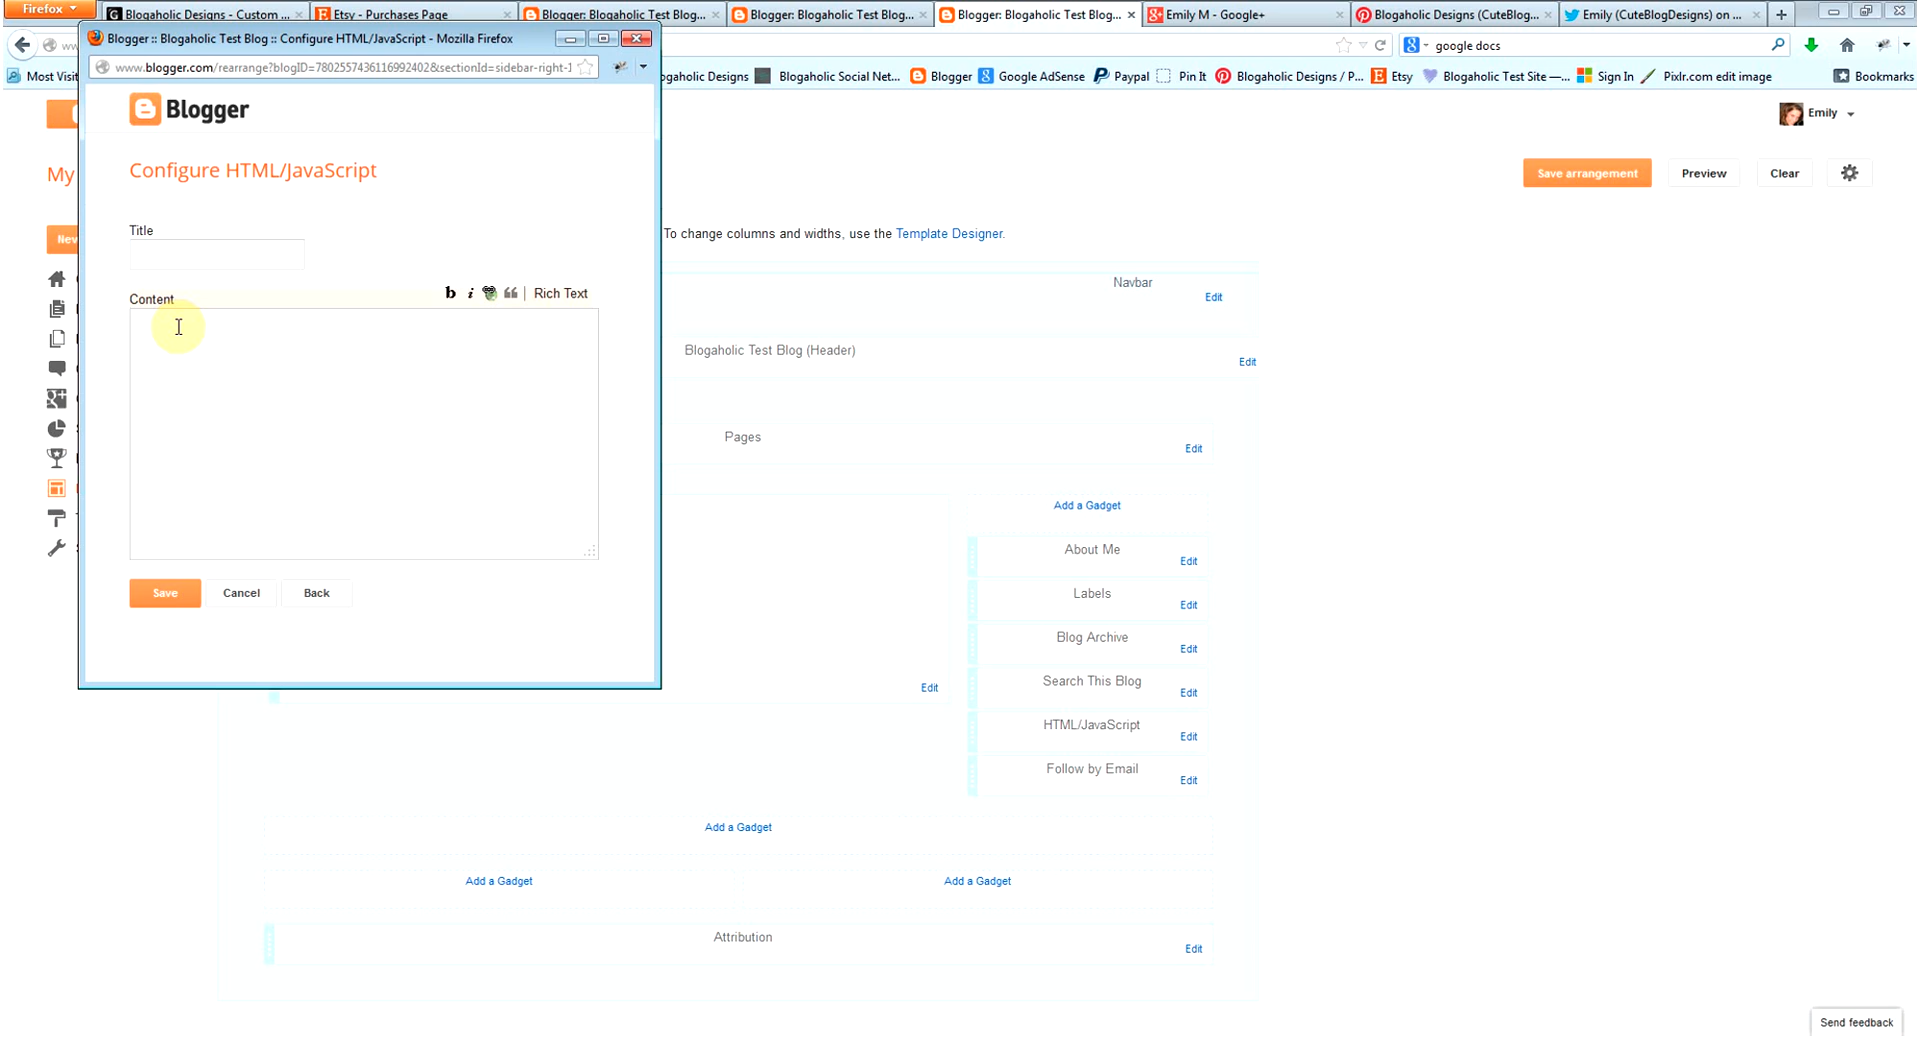 Firefox
Blogaholic Designs - Custom ...
Etsy - Purchases Page
Blogger: Blogaholic Test Blog...
Blogger: Blogaholic Test Blog...
Blogger: Blogaholic Test Blog...
Emily M - Google+
Blogaholic Designs (CuteBlog...
Emily (CuteBlogDesigns) on ...
Blogger :: Blogaholic Test Blog :: Configure HTML/JavaScript - Mozilla Firefox
google docs
www.blogger.com/rearrange?blogID=7802557436116992402&sectionId=sidebar-right-1
Most Visit
ogaholic Designs
Blogaholic Social Net...
Blogger
Google AdSense
Paypal
Pin It
Blogaholic Designs / P...
Etsy
Blogaholic Test Site —...
Sign In
Pixlr.com edit image
Bookmarks
Blogger
Emily
Configure HTML/JavaScript
My
Save arrangement
Preview
Clear
Title
New
To change columns and widths, use the Template Designer.
Content
b i Rich Text
Navbar
Edit
Blogaholic Test Blog (Header)
Edit
Pages
Edit
Add a Gadget
About Me
Edit
Save
Cancel
Back
Labels
Edit
Blog Archive
Edit
Search This Blog
Edit
Edit
HTML/JavaScript
Edit
Follow by Email
Edit
Add a Gadget
Add a Gadget
Add a Gadget
Attribution
Edit
Send feedback